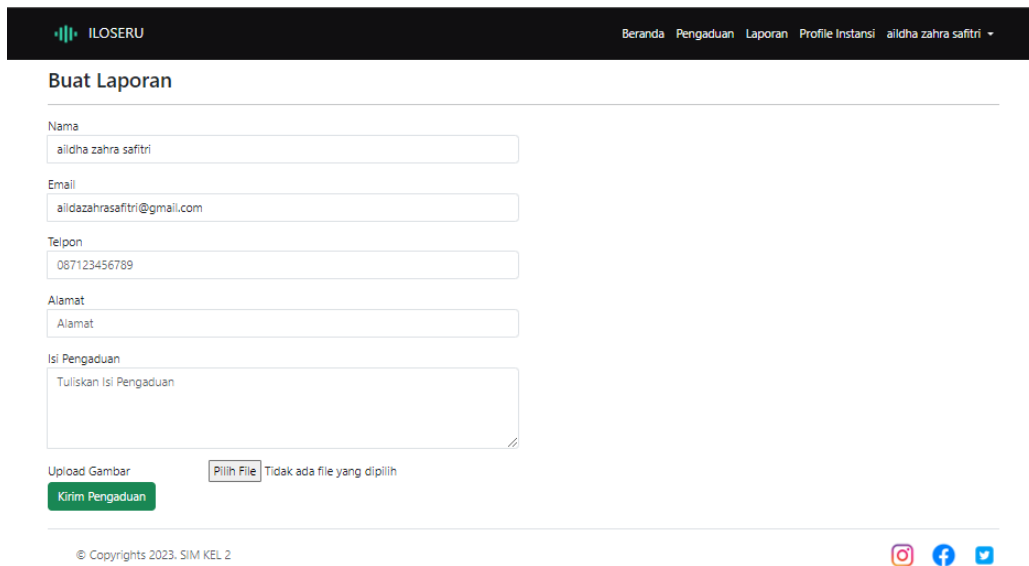 ILOSERU
Beranda Pengaduan Laporan Profile Instansi aildha zahra safitri
Buat Laporan
Nama
aildha zahra safitri
Email
aildazahrasafitri@gmail.com
Telpon
087123456789
Alamat
Alamat
Isi Pengaduan
Tuliskan Isi Pengaduan
Upload Gambar Pilih File Tidak ada file yang dipilih
Kirim Pengaduan
© Copyrights 2023. SIM KEL 2